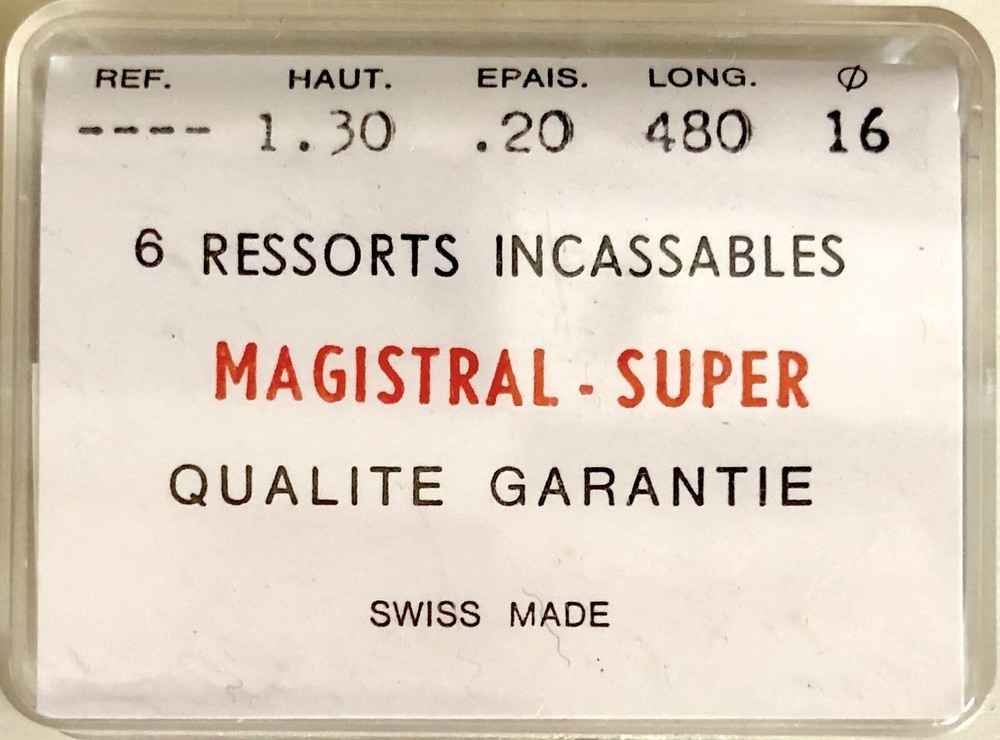 REF. HAUT. EPAIS. LONG. ∅
---- 1.30 .20 480 16
6 RESSORTS INCASSABLES
MAGISTRAL - SUPER
QUALITE GARANTIE
SWISS MADE